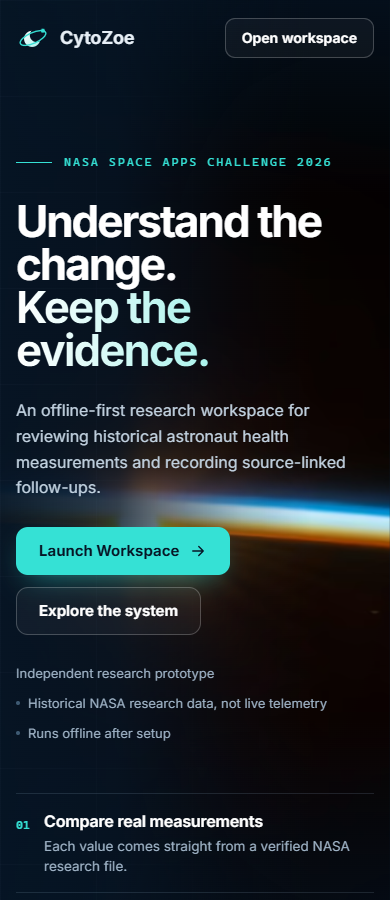 CytoZoe
Open workspace
NASA SPACE APPS CHALLENGE 2026
Understand the
change.
Keep the
evidence.
An offline-first research workspace for
reviewing historical astronaut health
measurements and recording source-linked
follow-ups.
Launch Workspace →
Explore the system
Independent research prototype
• Historical NASA research data, not live telemetry
• Runs offline after setup
01 Compare real measurements
Each value comes straight from a verified NASA
research file.